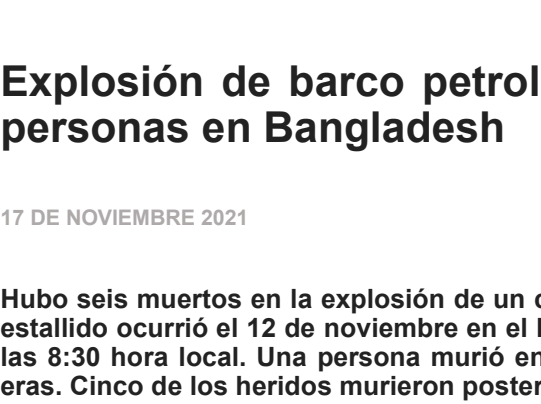 Explosión de barco petrol
personas en Bangladesh
17 DE NOVIEMBRE 2021
Hubo seis muertos en la explosión de un
estallido ocurrió el 12 de noviembre en el
las 8:30 hora local. Una persona murió en
eras. Cinco de los heridos murieron poster